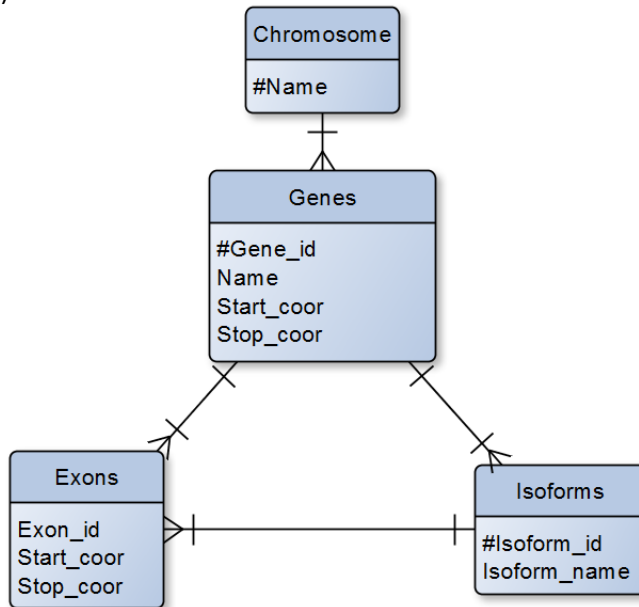 )
Chromosome
#Name
Genes
#Gene_id
Name
Start_coor
Stop_coor
Exons
Exon_id
Start_coor
Stop_coor
Isoforms
#Isoform_id
Isoform_name